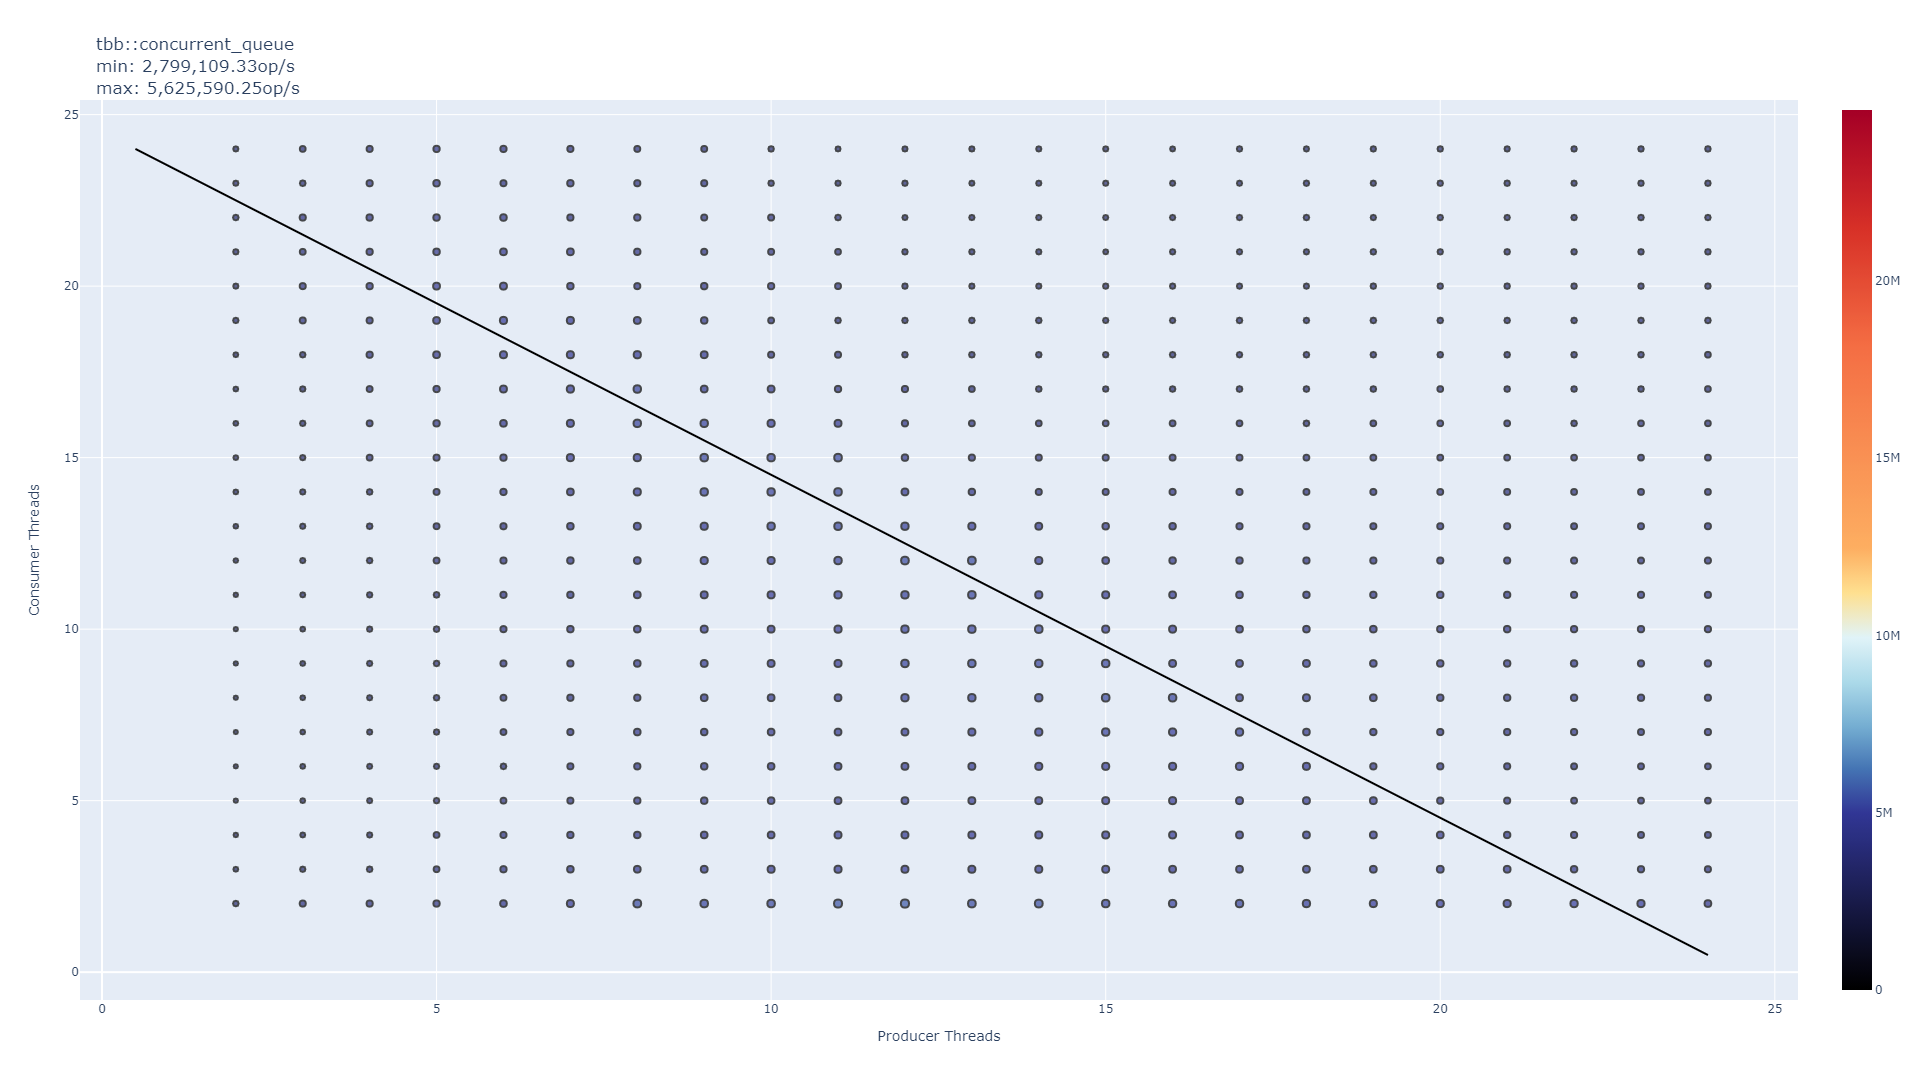 tbb::concurrent_queue
min: 2,799,109.33op/s
max: 5,625,590.25op/s
25
20
15
10
5
0
Consumer Threads
0
5
10
15
20
25
Producer Threads
20M
15M
10M
5M
0